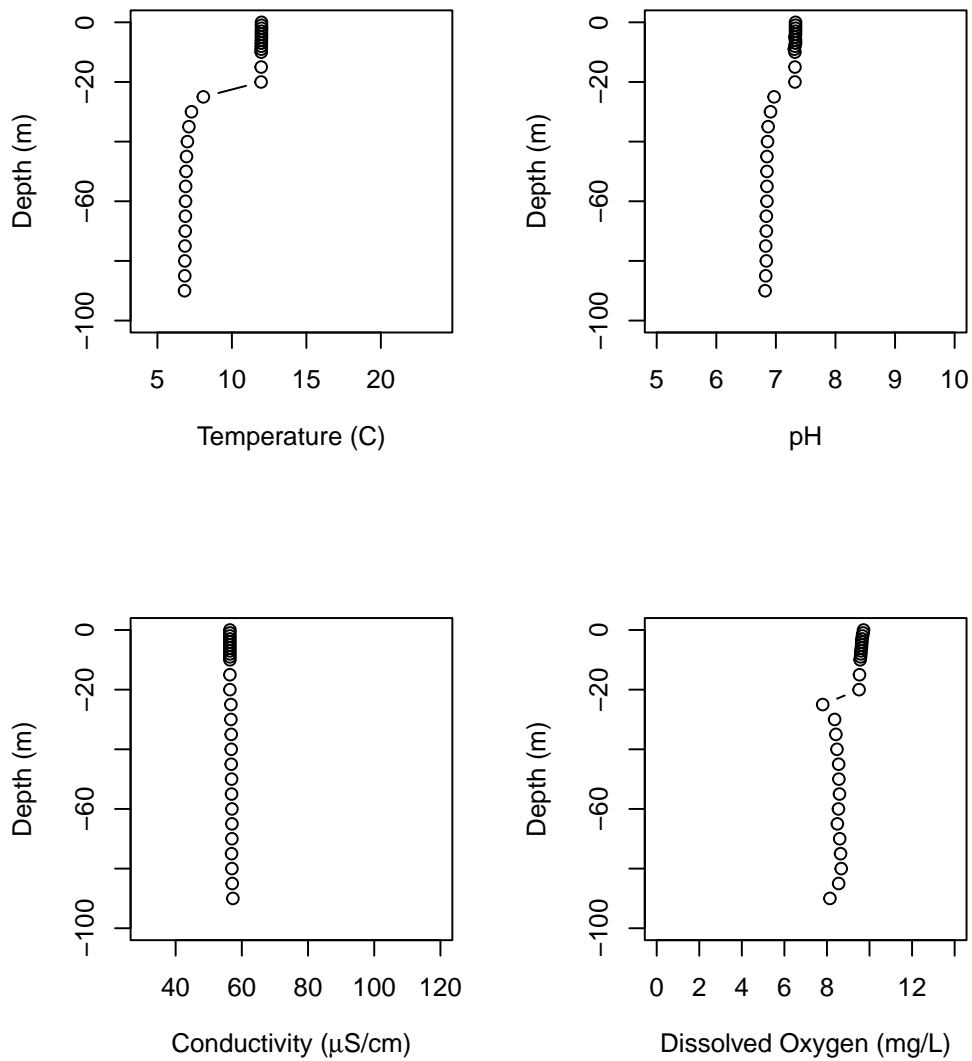 0
−20
−60
−100
Depth (m)
5 10 15 20
Temperature (C)
0
−20
−60
−100
Depth (m)
5 6 7 8 9 10
pH
0
−20
−60
−100
Depth (m)
40 60 80 100 120
Conductivity (μS/cm)
0
−20
−60
−100
Depth (m)
0 2 4 6 8 12
Dissolved Oxygen (mg/L)